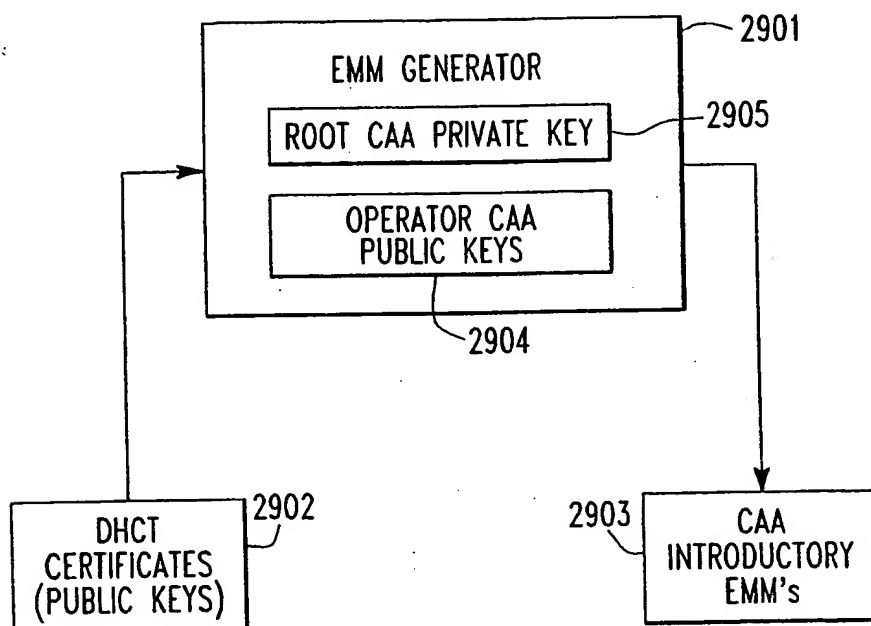 2901
EMM GENERATOR
ROOT CAA PRIVATE KEY
2905
OPERATOR CAA
PUBLIC KEYS
2904
DHCT
CERTIFICATES
(PUBLIC KEYS)
2902
2903
CAA
INTRODUCTORY
EMM's